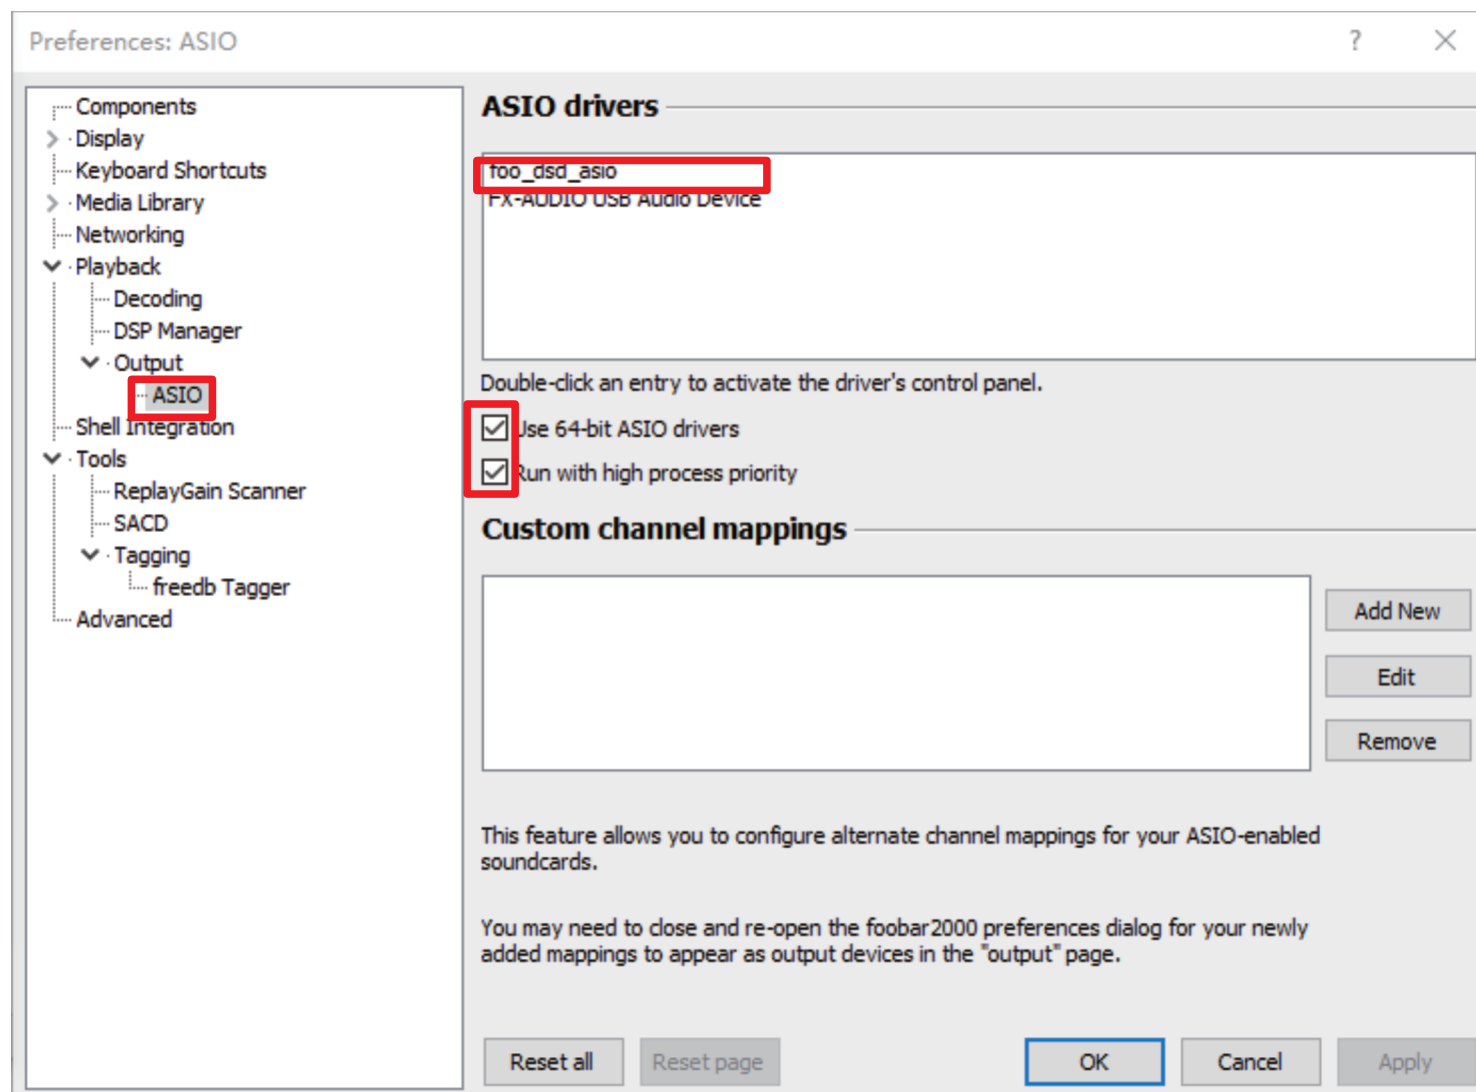 Preferences: ASIO
?
Components
Display
Keyboard Shortcuts
Media Library
Networking
Playback
Decoding
DSP Manager
Output
ASIO
Shell Integration
Tools
ReplayGain Scanner
SACD
Tagging
freedb Tagger
Advanced
ASIO drivers
foo_dsd_asio
FX-AUDIO USB Audio Device
Double-click an entry to activate the driver's control panel.
Use 64-bit ASIO drivers
Run with high process priority
Custom channel mappings
Add New
Edit
Remove
This feature allows you to configure alternate channel mappings for your ASIO-enabled
soundcards.
You may need to close and re-open the foobar2000 preferences dialog for your newly
added mappings to appear as output devices in the "output" page.
Reset all
Reset page
OK
Cancel
Apply